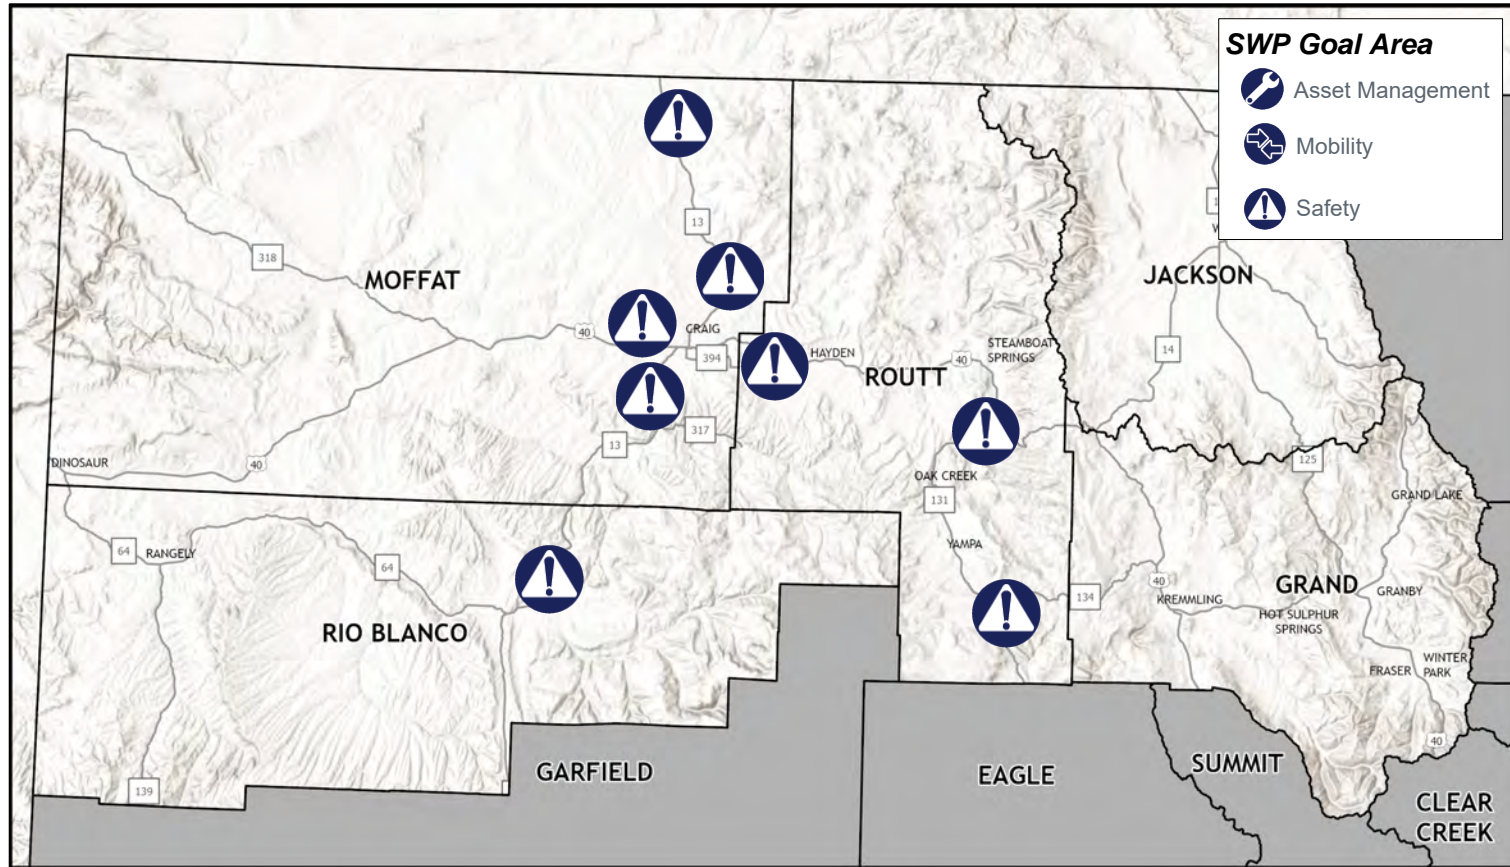 SWP Goal Area
Asset Management
Mobility
Safety
13
318
MOFFAT
JACKSON
CRAIG
40
394
HAYDEN
STEAMBOAT
SPRINGS
40
14
ROUTT
317
13
DINOSAUR
40
OAK CREEK
131
125
GRAND LAKE
64
RANGELY
64
YAMPA
134
40
KREMMLING
GRAND
GRANBY
HOT SULPHUR
SPRINGS
RIO BLANCO
FRASER
WINTER
PARK
40
139
GARFIELD
EAGLE
SUMMIT
CLEAR
CREEK